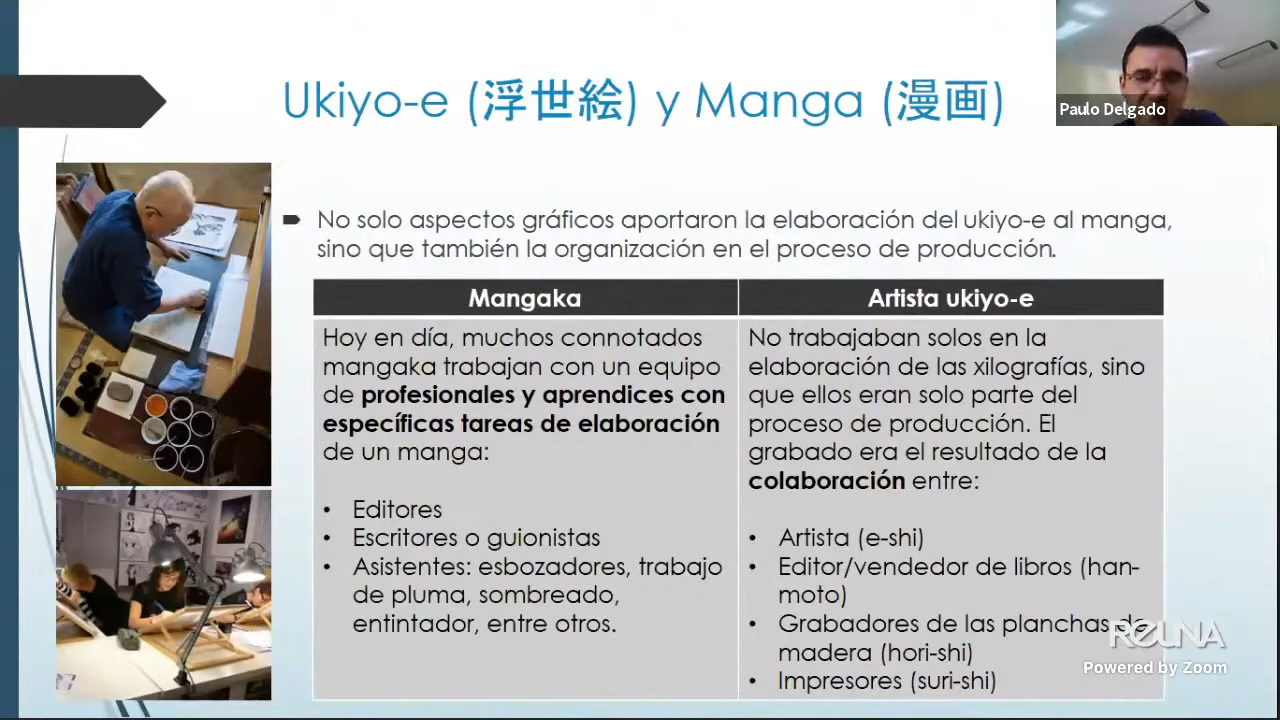 Ukiyo-e (浮世絵) y Manga (漫画)
Paulo Delgado
No solo aspectos gráficos aportaron la elaboración del ukiyo-e al manga,
sino que también la organización en el proceso de producción.
Mangaka
Hoy en día, muchos connotados
mangaka trabajan con un equipo
de profesionales y aprendices con
específicas tareas de elaboración
de un manga:
• Editores
• Escritores o guionistas
• Asistentes: esbozadores, trabajo
de pluma, sombreado,
entintador, entre otros.
Artista ukiyo-e
No trabajaban solos en la
elaboración de las xilografías, sino
que ellos eran solo parte del
proceso de producción. El
grabado era el resultado de la
colaboración entre:
• Artista (e-shi)
• Editor/vendedor de libros (han-
moto)
• Grabadores de las planchas de
madera (hori-shi)
• Impresores (suri-shi)
REUNA
Powered by Zoom